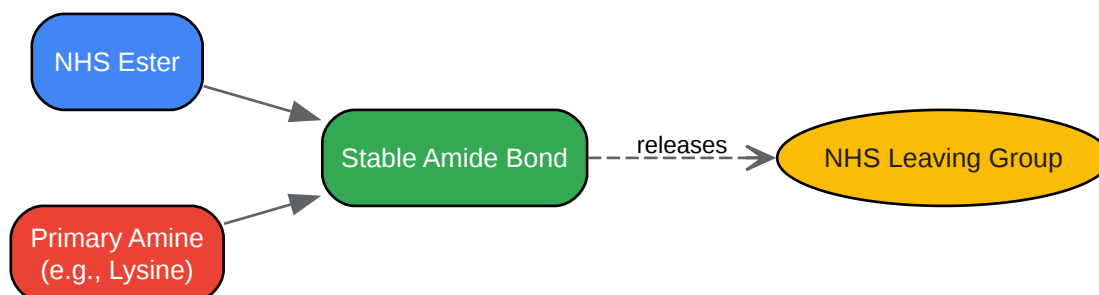 NHS Ester
Stable Amide Bond
releases
NHS Leaving Group
Primary Amine
(e.g., Lysine)